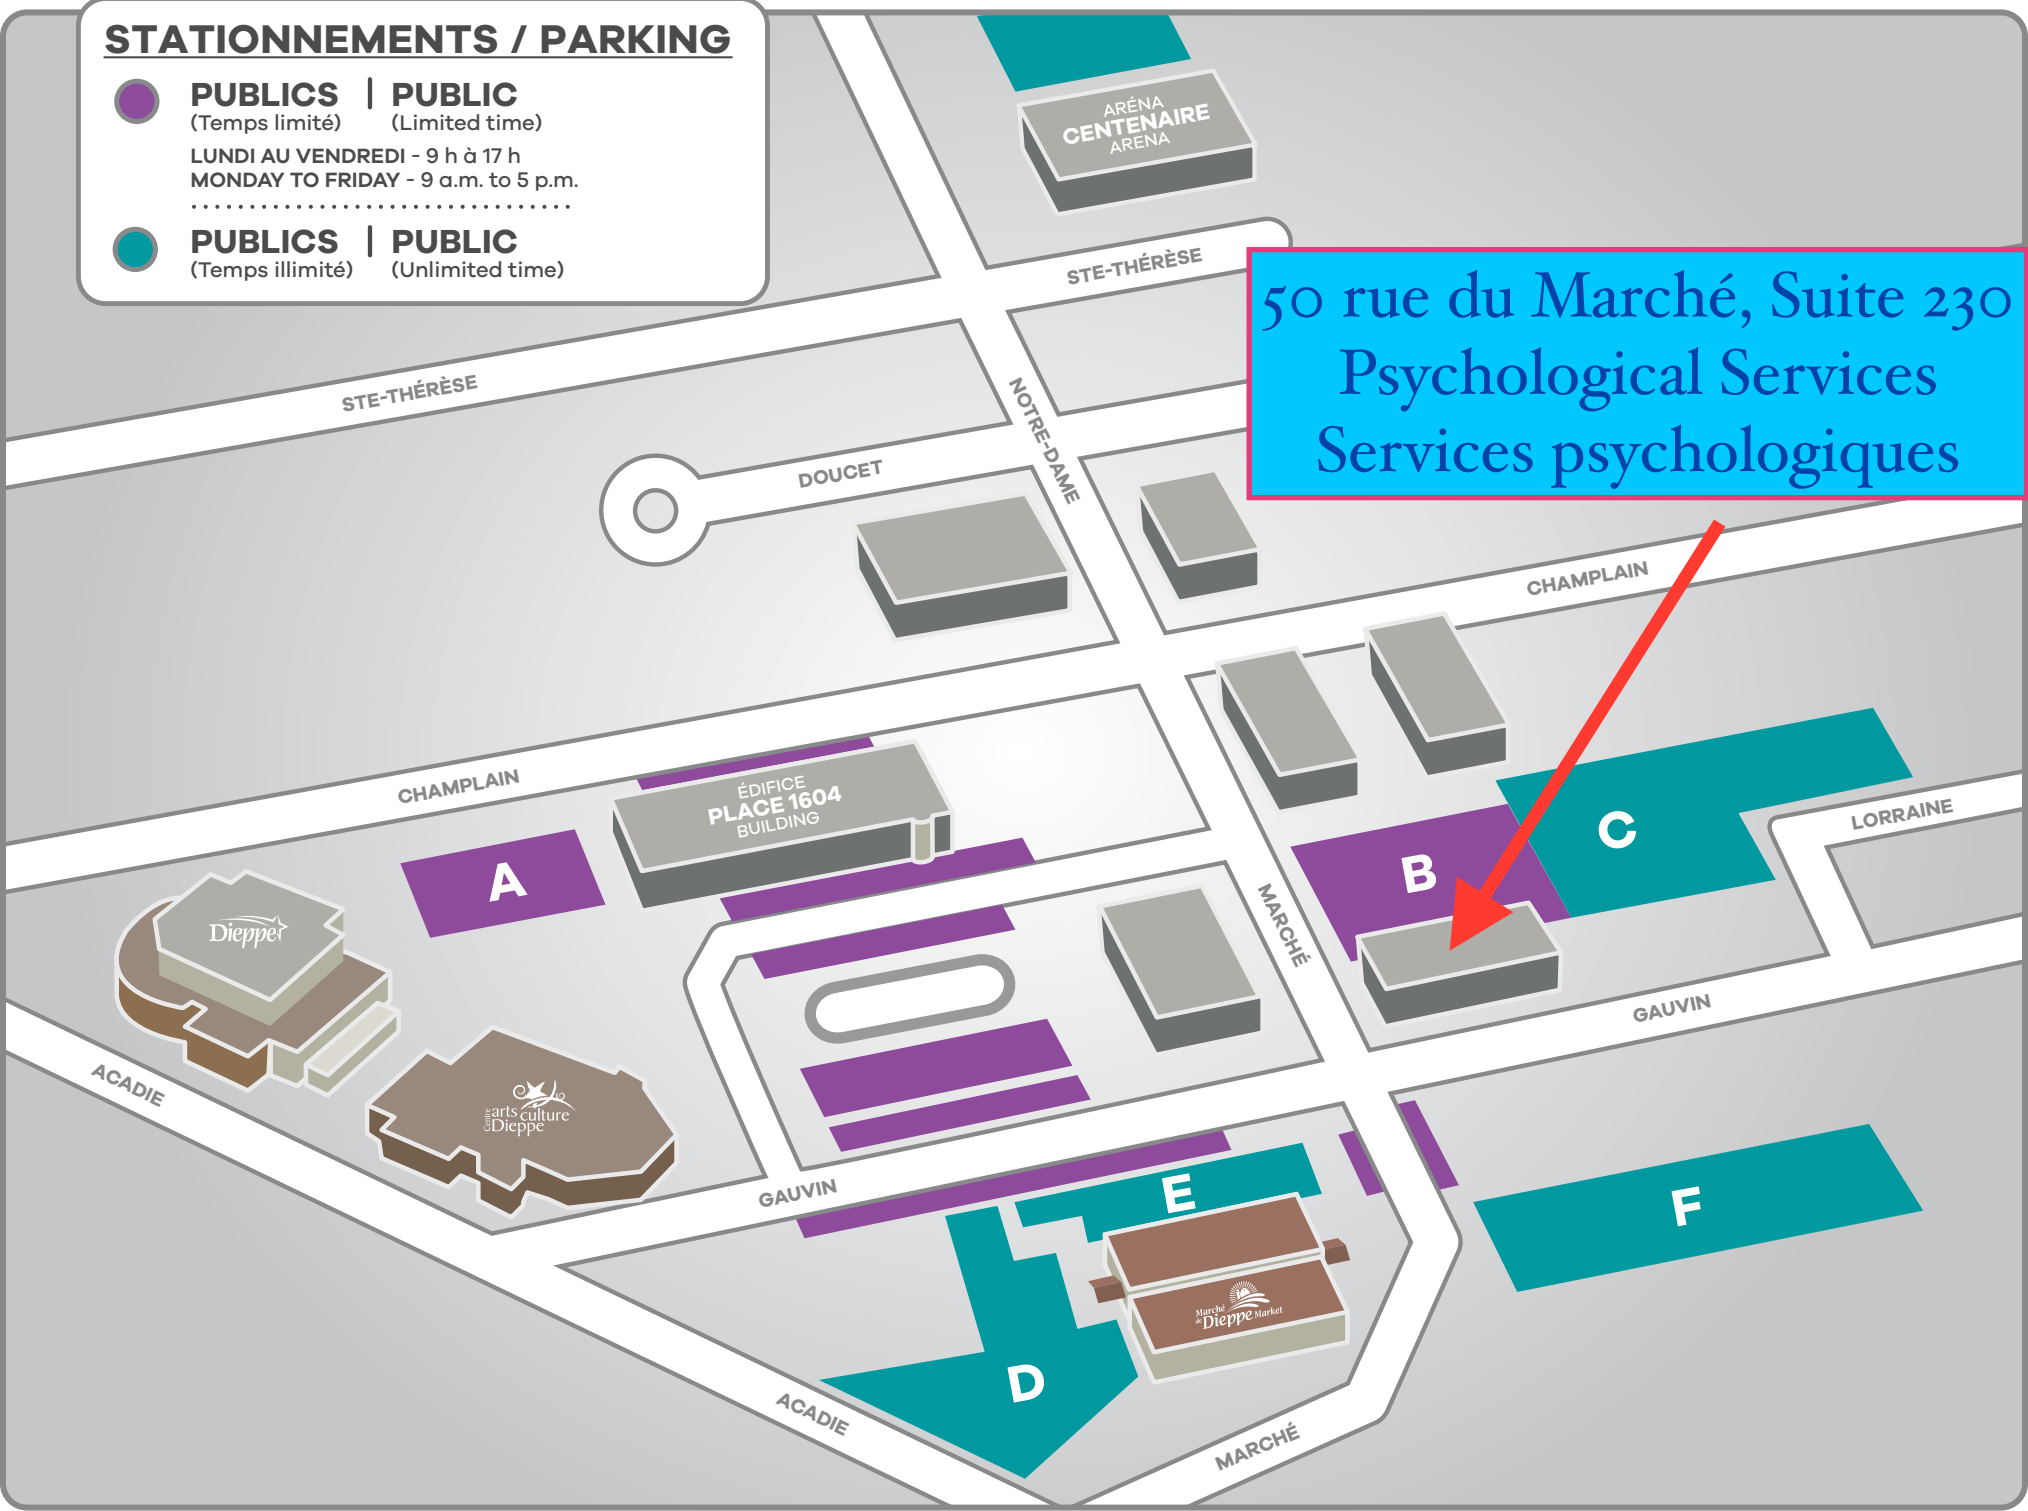 STATIONNEMENTS / PARKING
PUBLICS | PUBLIC
(Temps limité) (Limited time)
LUNDI AU VENDREDI - 9 h à 17 h
MONDAY TO FRIDAY - 9 a.m. to 5 p.m.
PUBLICS | PUBLIC
(Temps illimité) (Unlimited time)
ARÉNA
CENTENAIRE
ARENA
STE-THÉRÈSE
50 rue du Marché, Suite 230
Psychological Services
Services psychologiques
STE-THÉRÈSE
NOTRE-DAME
DOUCET
CHAMPLAIN
CHAMPLAIN
ÉDIFICE
PLACE 1604
BUILDING
A
B
C
LORRAINE
Dieppe
MARCHÉ
GAUVIN
ACADIE
Centre
arts culture
Dieppe
GAUVIN
E
F
Marché
de Dieppe Market
D
ACADIE
MARCHÉ